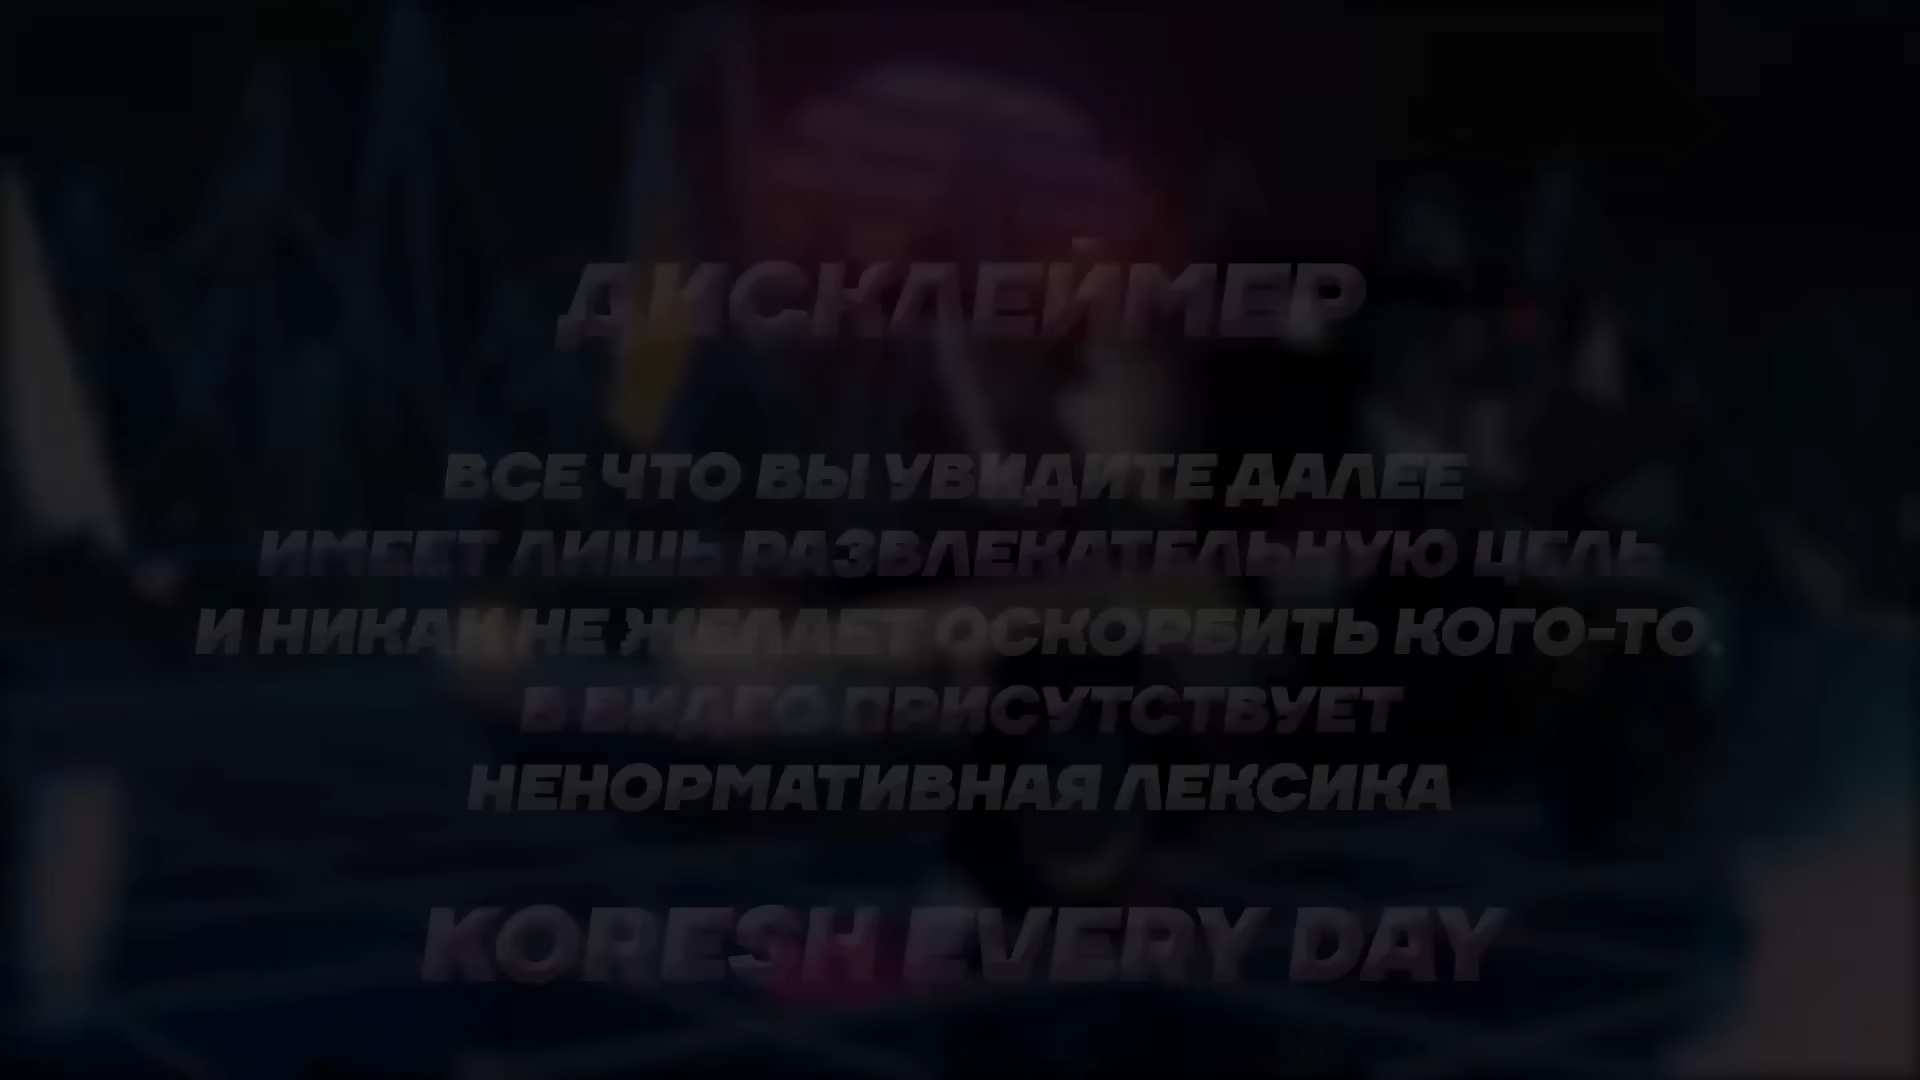 ДИСКЛЕЙМЕР
ВСЕ ЧТО ВЫ УВИДИТЕ ДАЛЕЕ
ИМЕЕТ ЛИШЬ РАЗВЛЕКАТЕЛЬНУЮ ЦЕЛЬ
И НИКАК НЕ ЖЕЛАЕТ ОСКОРБИТЬ КОГО-ТО
В ВИДЕО ПРИСУТСТВУЕТ
НЕНОРМАТИВНАЯ ЛЕКСИКА
KORESH EVERY DAY